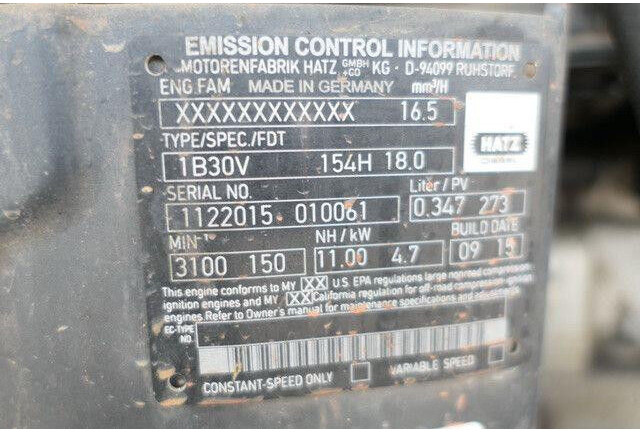 EMISSION CONTROL INFORMATION
MOTORENFABRIK HATZ GMBH +CO KG · D-94099 RUHSTORF
ENG.FAM MADE IN GERMANY mm³/H
XXXXXXXXXXXX 16.5
HATZ
DIESEL
TYPE/SPEC./FDT
1B30V 154H 18.0
SERIAL NO. Liter/PV
1122015 010061 0.347 273
MIN-¹ NH/kW BUILD DATE
3100 150 11.00 4.7 09 15
This engine conforms to MY XX U.S EPA regulations large nonroad compression
ignition engines and MY XX California regulation for off-road compression ign.
engines. Refer to Owner's manual for maintenance specifications and adjustments
EC-TYPE
NO.
CONSTANT-SPEED ONLY VARIABLE SPEED